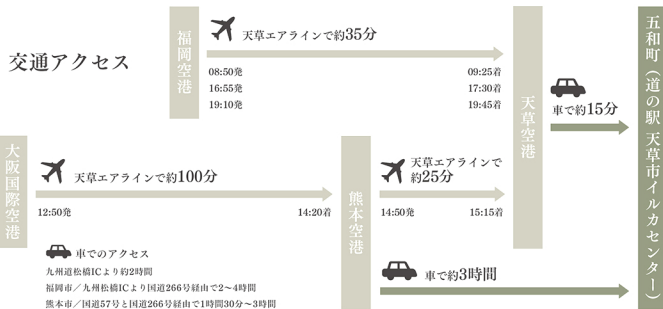 交通アクセス
福岡空港
天草エアラインで約35分
08:50発 09:25着
16:55発 17:30着
19:10発 19:45着
天草空港
車で約15分
五和町（道の駅 天草市イルカセンター）
大阪国際空港
天草エアラインで約100分
12:50発 14:20着
熊本空港
天草エアラインで
約25分
14:50発 15:15着
車で約3時間
車でのアクセス
九州道松橋ICより約2時間
福岡市／九州松橋ICより国道266号経由で2～4時間
熊本市／国道57号と国道266号経由で1時間30分～3時間